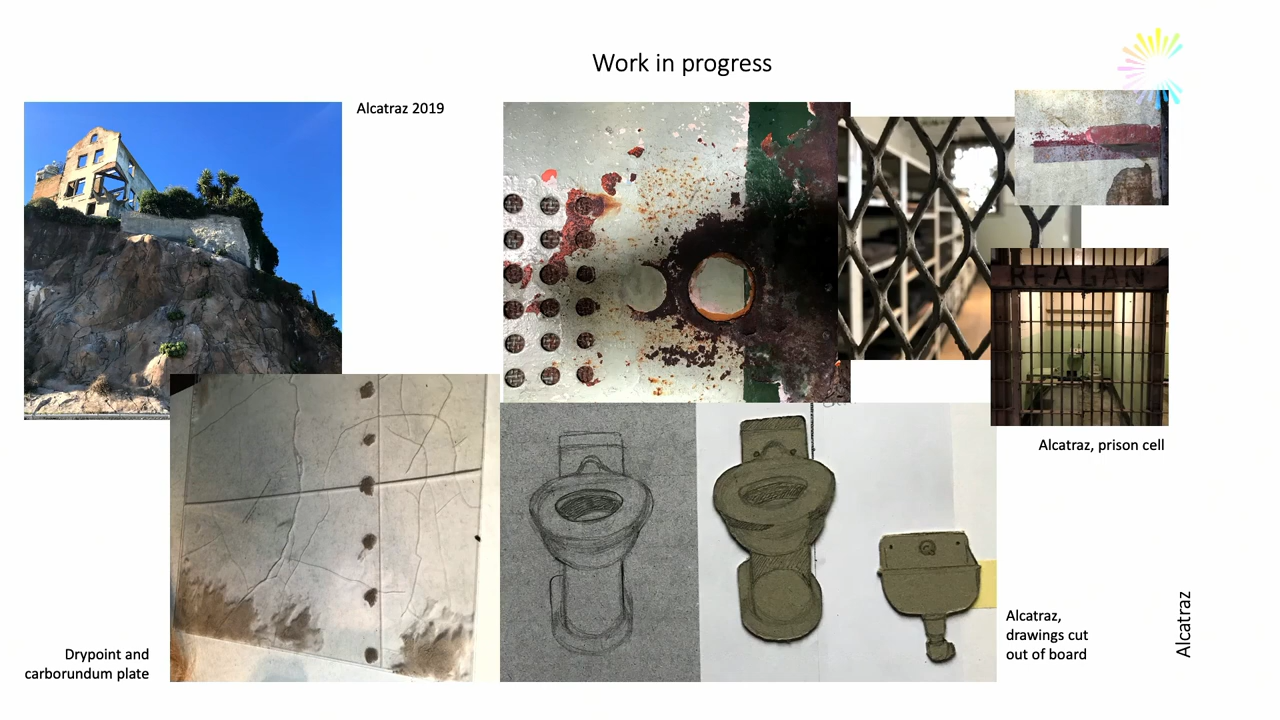 Work in progress
Alcatraz 2019
REAGAN
Alcatraz, prison cell
Alcatraz,
drawings cut
out of board
Drypoint and
carborundum plate
Alcatraz